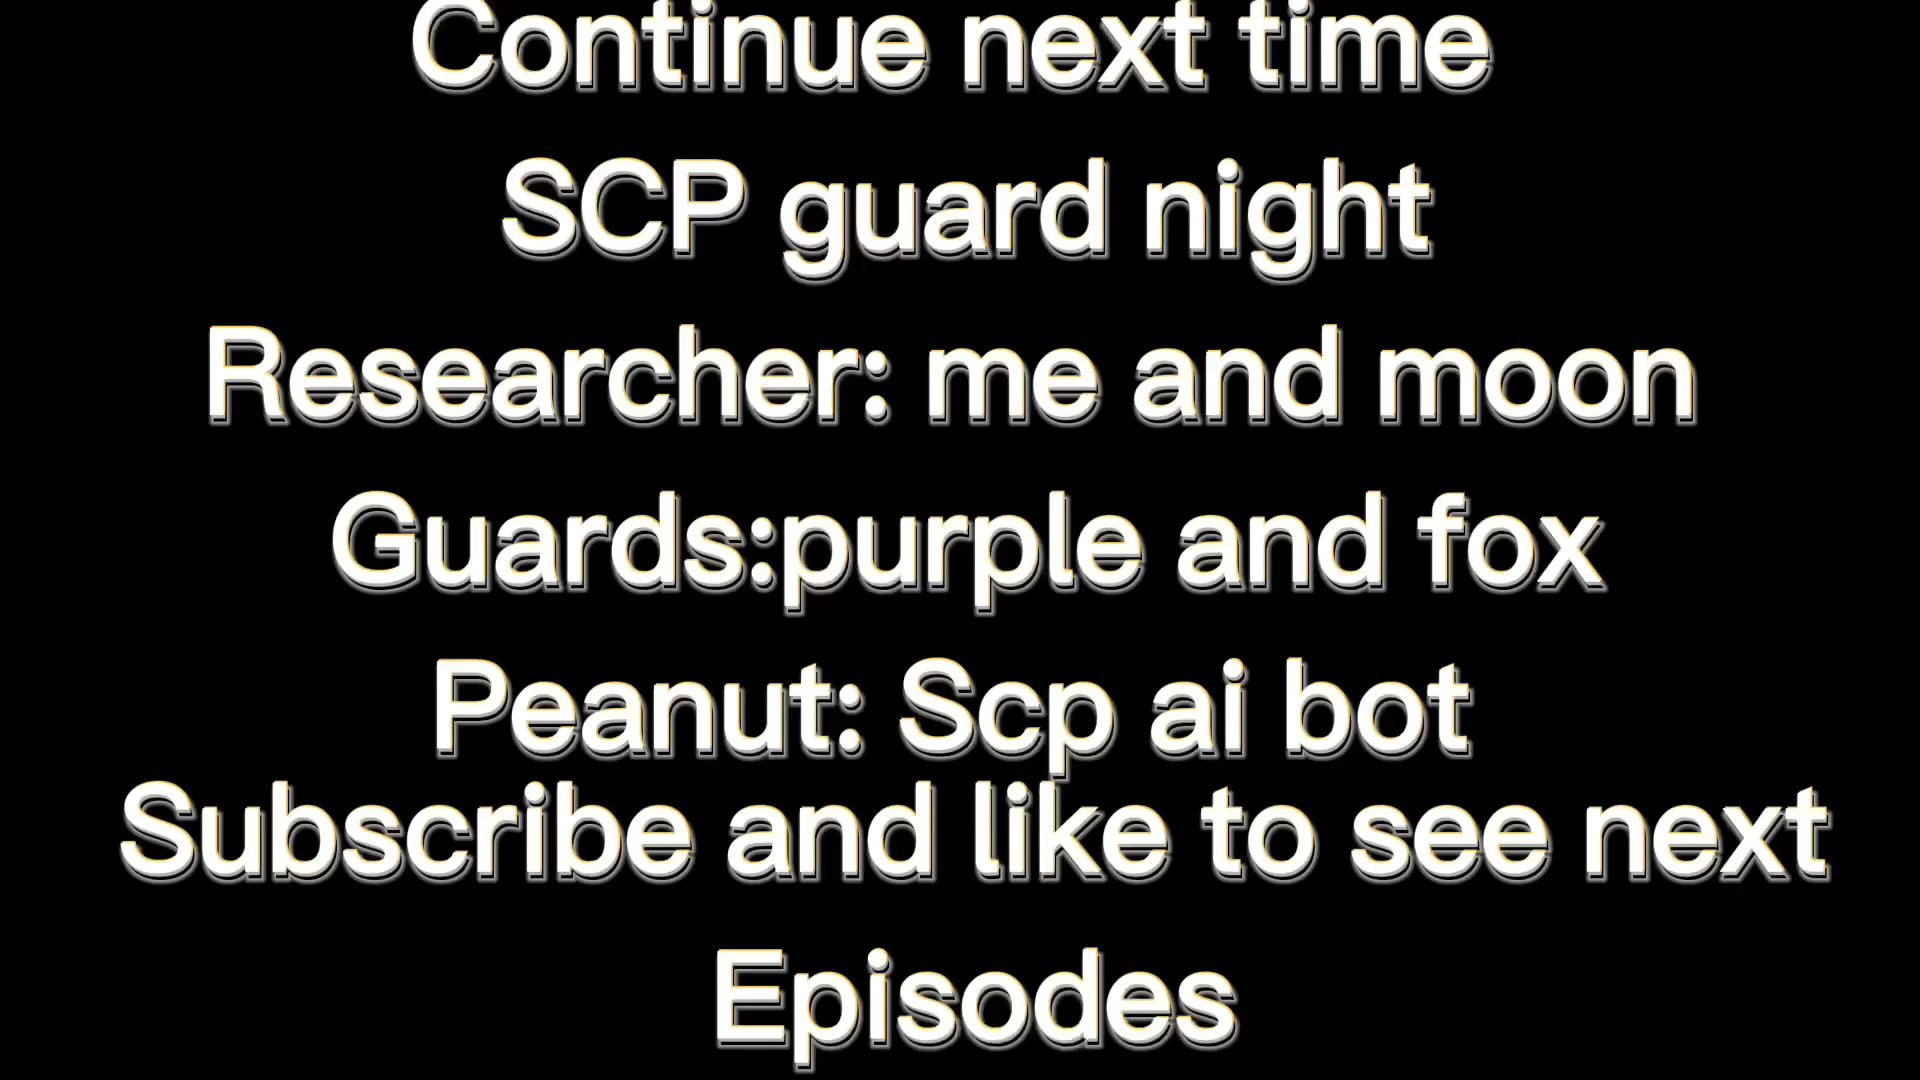 Continue next time
SCP guard night
Researcher: me and moon
Guards:purple and fox
Peanut: Scp ai bot
Subscribe and like to see next
Episodes